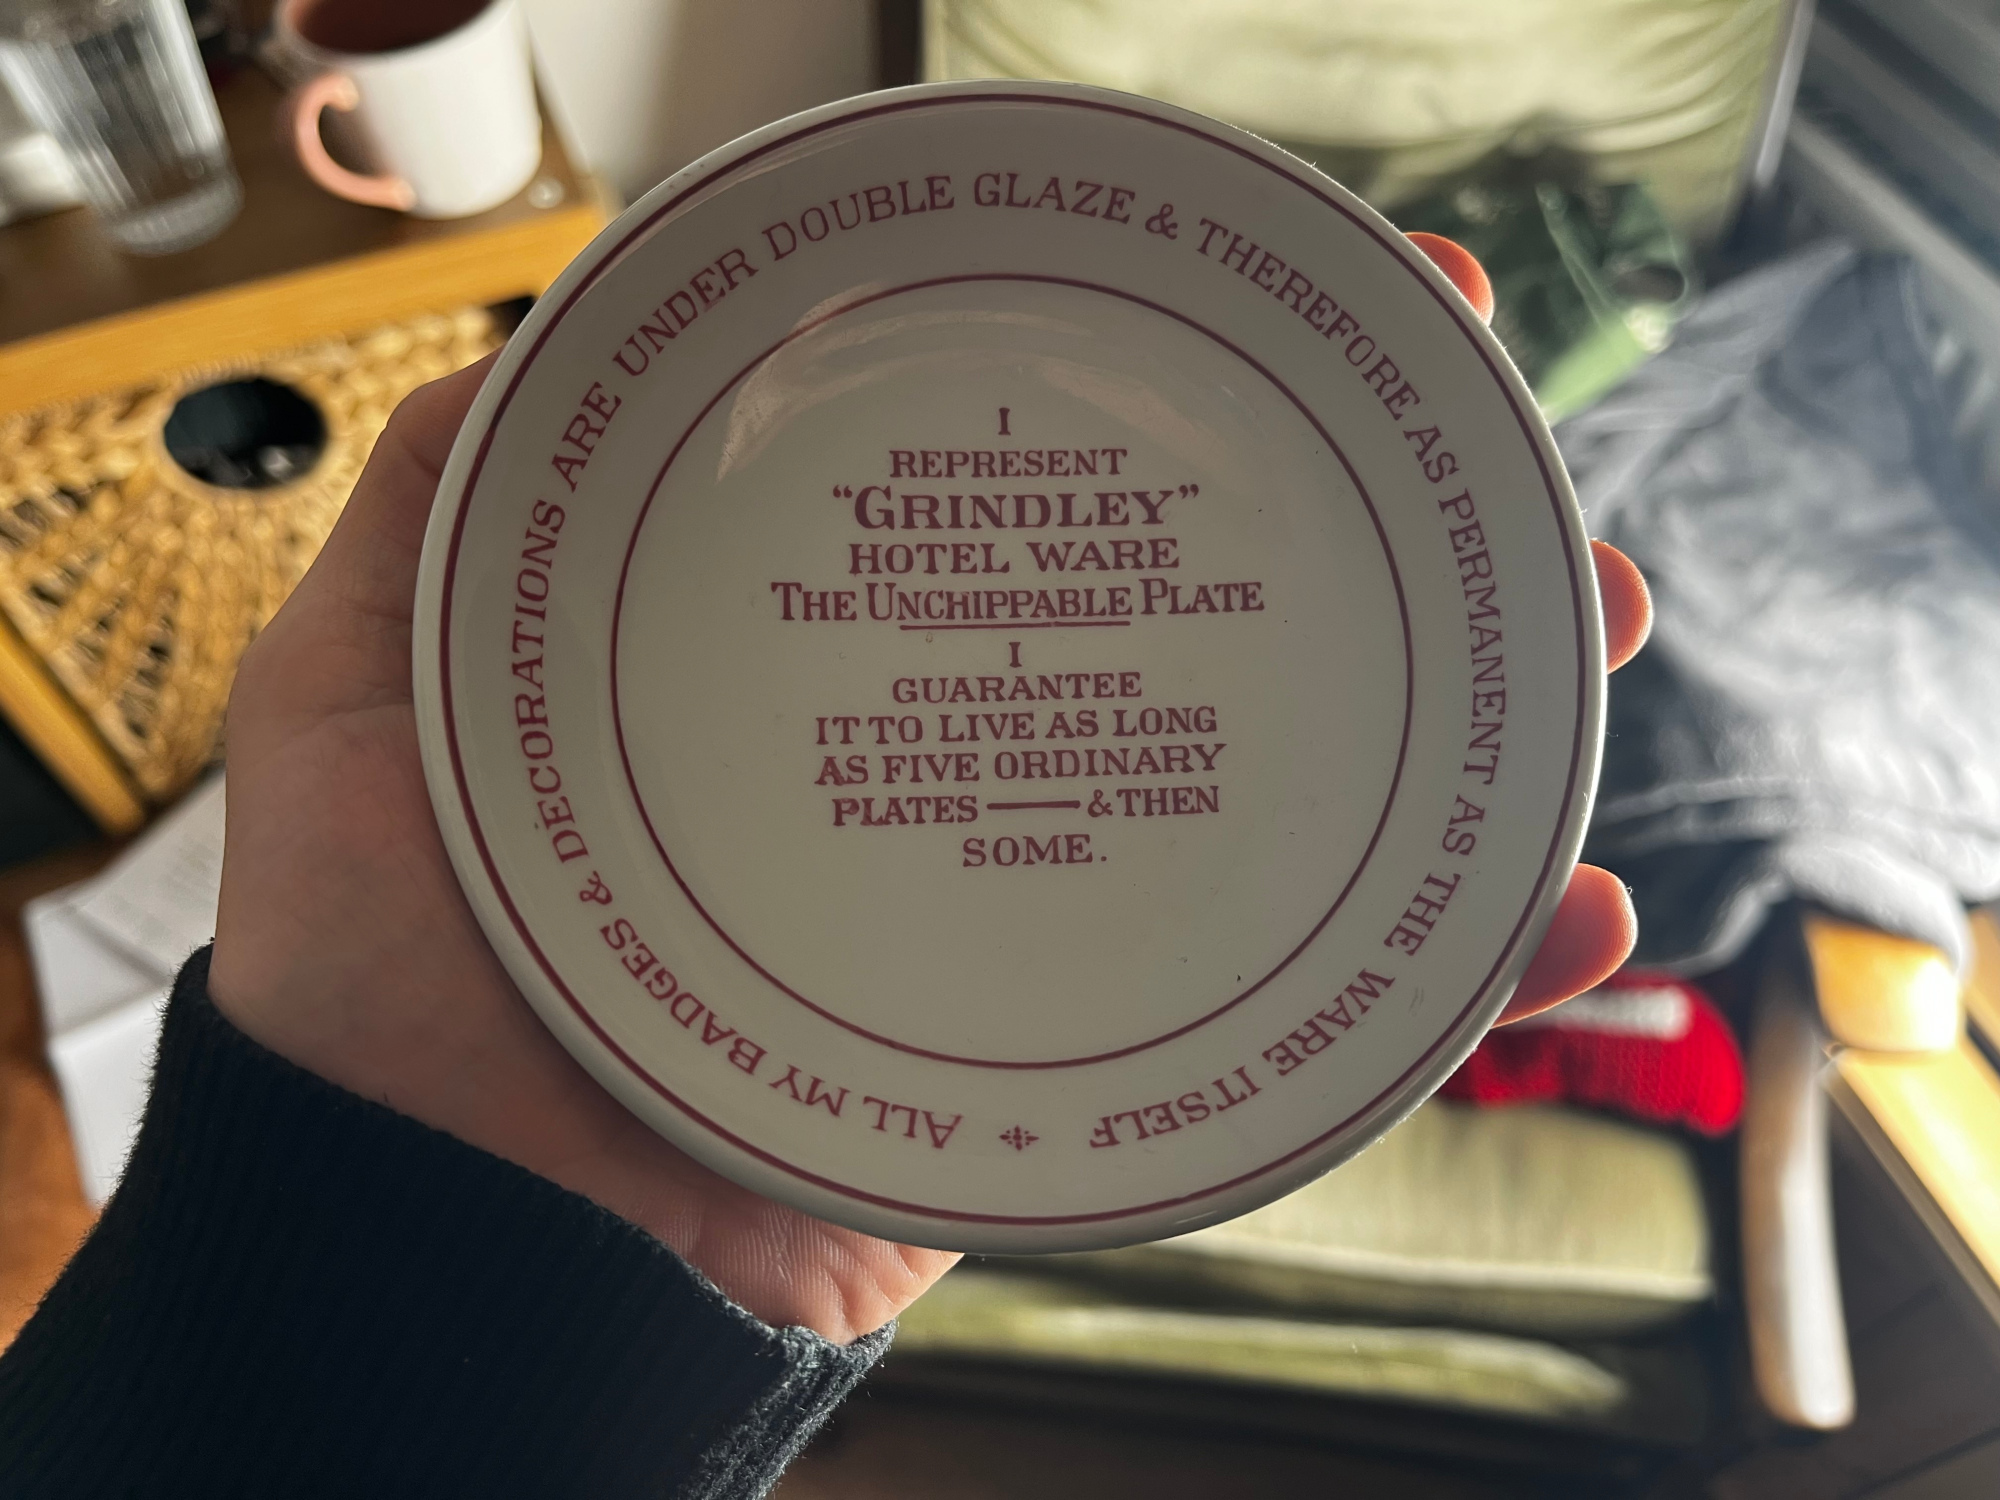 I
REPRESENT
“GRINDLEY”
HOTEL WARE
THE UNCHIPPABLE PLATE
I
GUARANTEE
IT TO LIVE AS LONG
AS FIVE ORDINARY
PLATES — & THEN
SOME.
ALL MY BADGES & DECORATIONS ARE UNDER DOUBLE GLAZE & THEREFORE AS PERMANENT AS THE WARE ITSELF